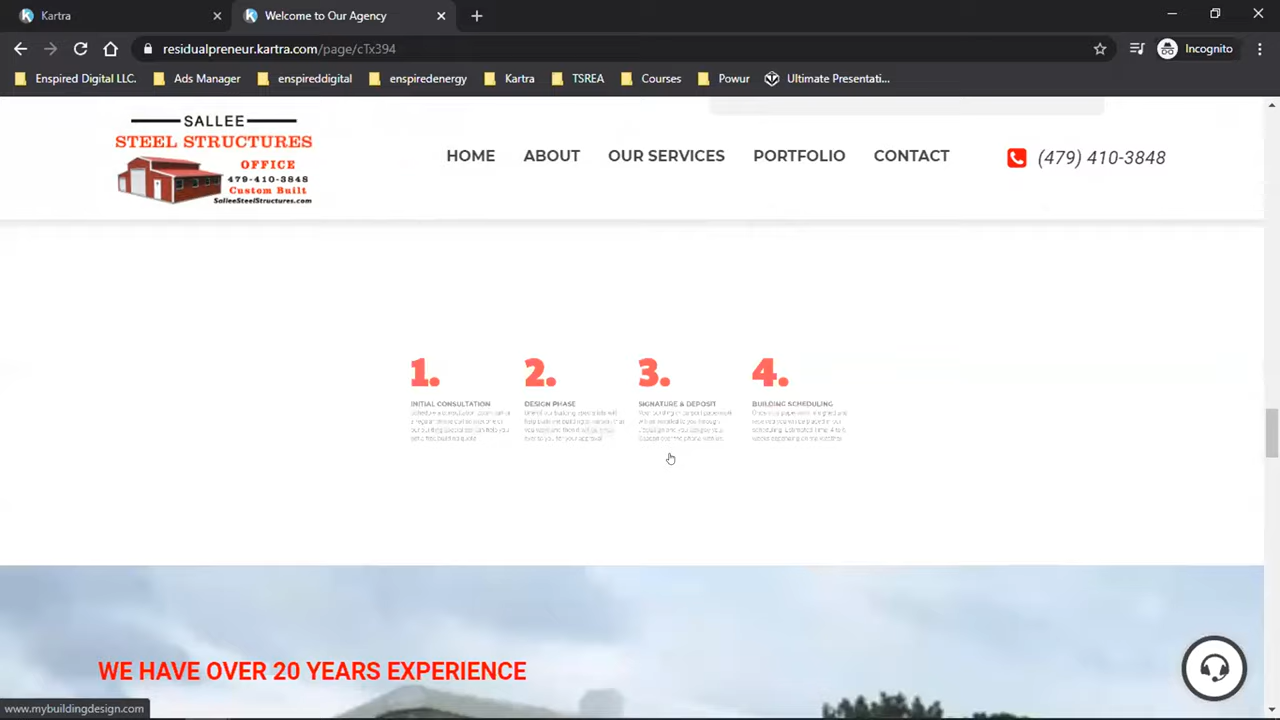 Kartra
Welcome to Our Agency
residualpreneur.kartra.com/page/cTx394
Incognito
Enspired Digital LLC.
Ads Manager
enspireddigital
enspiredenergy
Kartra
TSREA
Courses
Powur
Ultimate Presentati...
SALLEE
STEEL STRUCTURES
OFFICE
479-410-3848
Custom Built
SalleeSteelStructures.com
HOME
ABOUT
OUR SERVICES
PORTFOLIO
CONTACT
(479) 410-3848
1.
2.
3.
4.
INITIAL CONSULTATION
DESIGN PHASE
SIGNATURE & DEPOSIT
BUILDING SCHEDULING
WE HAVE OVER 20 YEARS EXPERIENCE
www.mybuildingdesign.com